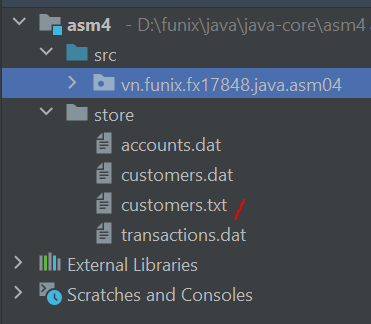 asm4 - D:\funix\java\java-core\asm4
src
vn.funix.fx17848.java.asm04
store
accounts.dat
customers.dat
customers.txt
transactions.dat
External Libraries
Scratches and Consoles